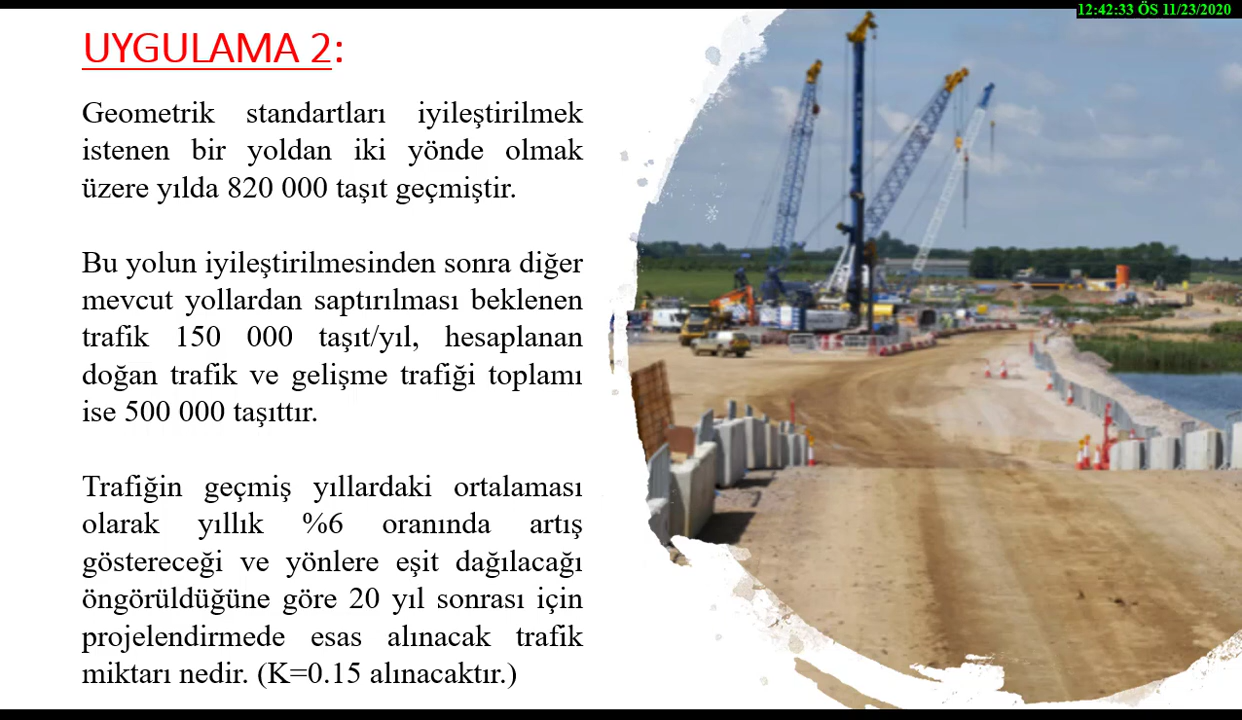 12:42:33 ÖS 11/23/2020
UYGULAMA 2:
Geometrik standartları iyileştirilmek
istenen bir yoldan iki yönde olmak
üzere yılda 820 000 taşıt geçmiştir.
Bu yolun iyileştirilmesinden sonra diğer
mevcut yollardan saptırılması beklenen
trafik 150 000 taşıt/yıl, hesaplanan
doğan trafik ve gelişme trafiği toplamı
ise 500 000 taşıttır.
Trafiğin geçmiş yıllardaki ortalaması
olarak yıllık %6 oranında artış
göstereceği ve yönlere eşit dağılacağı
öngörüldüğüne göre 20 yıl sonrası için
projelendirmede esas alınacak trafik
miktarı nedir. (K=0.15 alınacaktır.)